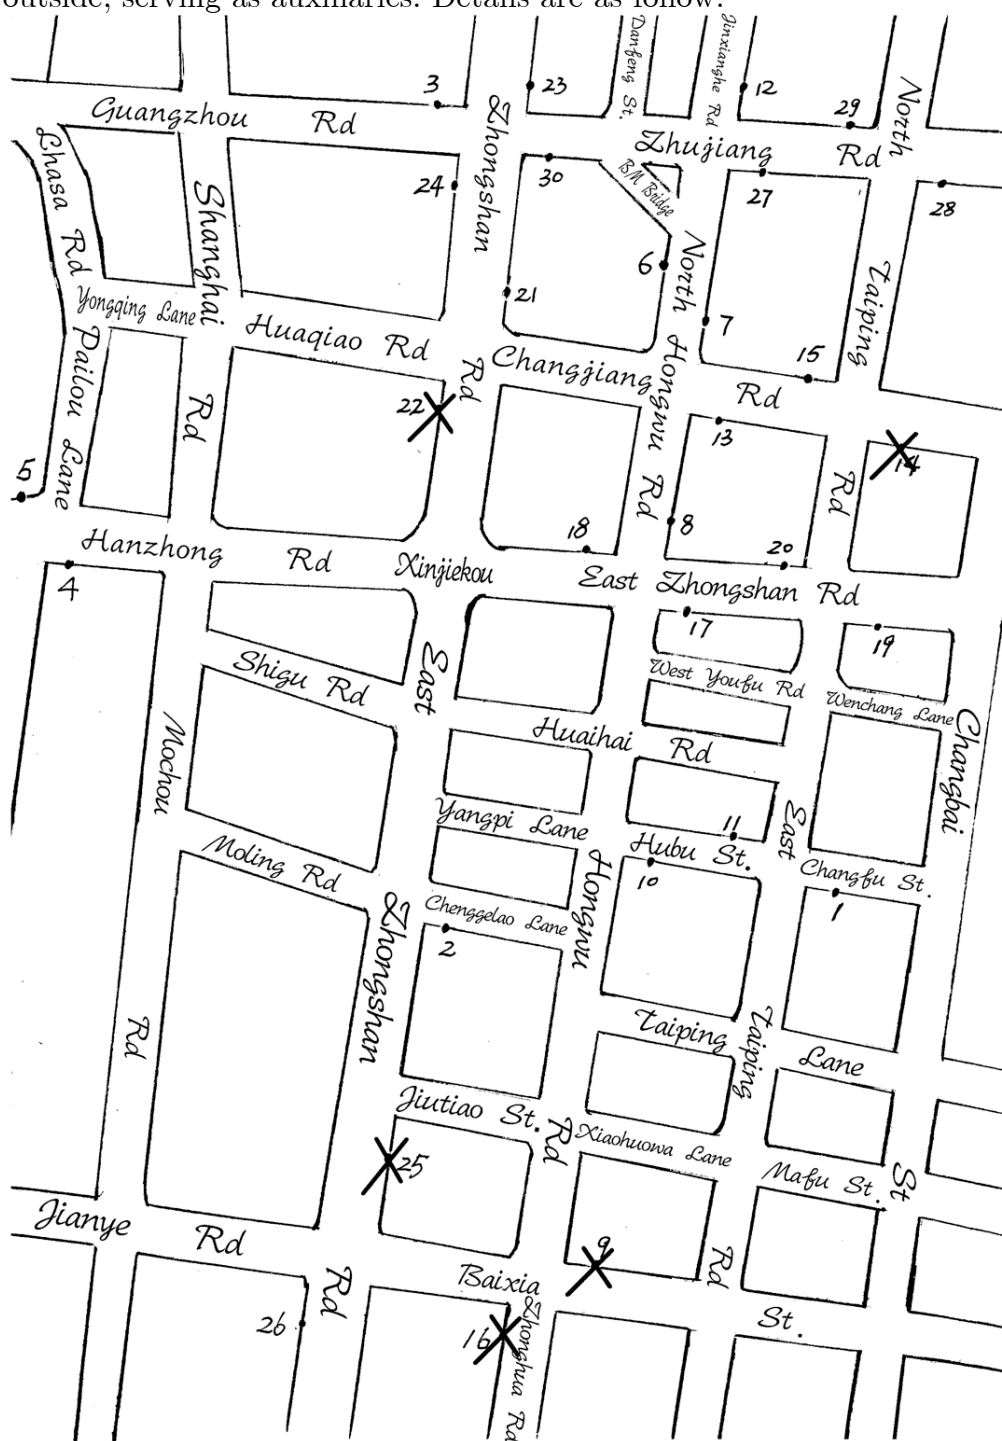 outside, serving as auxiliaries. Details are as follow:
Guangzhou Rd
3
23
Danfeng St.
Jinxianghe Rd
12
29
North
Zhujiang Rd
Lhasa Rd
Shanghai
24
Zhongshan
30
BM Bridge
27
28
6
North
Taiping
Yongqing Lane
21
7
Huaqiao Rd
Changjiang Rd
15
Pailou Lane
Rd
22
Rd
Hongwu Rd
13
14
5
Rd
18
8
20
Hanzhong Rd
Xinjiekou
East Zhongshan Rd
4
17
19
Shigu Rd
East
West Youfu Rd
Wenchang Lane
Changbai
Mochou
Huaihai Rd
Yangpi Lane
11
East
Hubu St.
Moling Rd
10
Changfu St.
1
Hongwu
Chenggelao Lane
2
Zhongshan
Rd
Taiping Lane
Taiping
Jiutiao St.
Rd
Xiaohuowa Lane
25
Mafu St.
St
Jianye Rd
9
Rd
Baixia St.
Rd
26
16
Zhonghua Rd